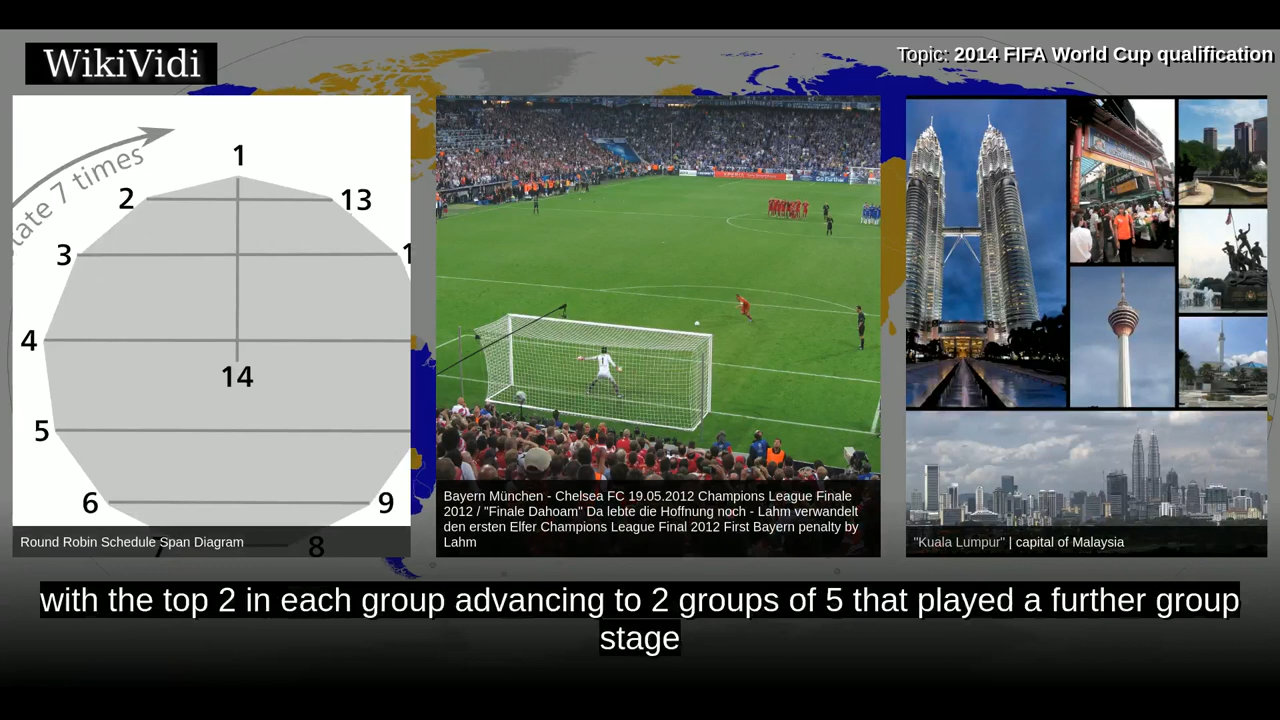 WikiVidi
Topic: 2014 FIFA World Cup qualification
tate 7 times
1
2
13
3
1
4
14
5
6
9
7
8
Round Robin Schedule Span Diagram
Bayern München - Chelsea FC 19.05.2012 Champions League Finale
2012 / "Finale Dahoam" Da lebte die Hoffnung noch - Lahm verwandelt
den ersten Elfer Champions League Final 2012 First Bayern penalty by
Lahm
"Kuala Lumpur" | capital of Malaysia
with the top 2 in each group advancing to 2 groups of 5 that played a further group
stage